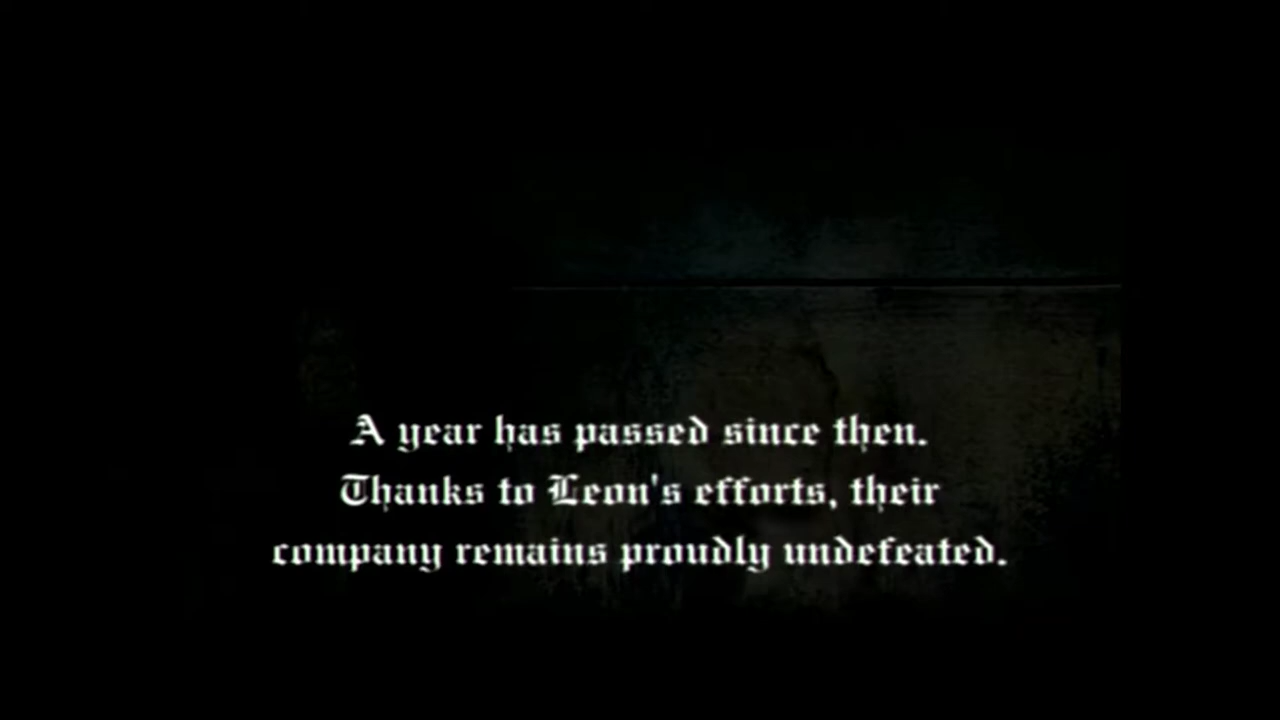 A year has passed since then.
Thanks to Leon's efforts, their
company remains proudly undefeated.